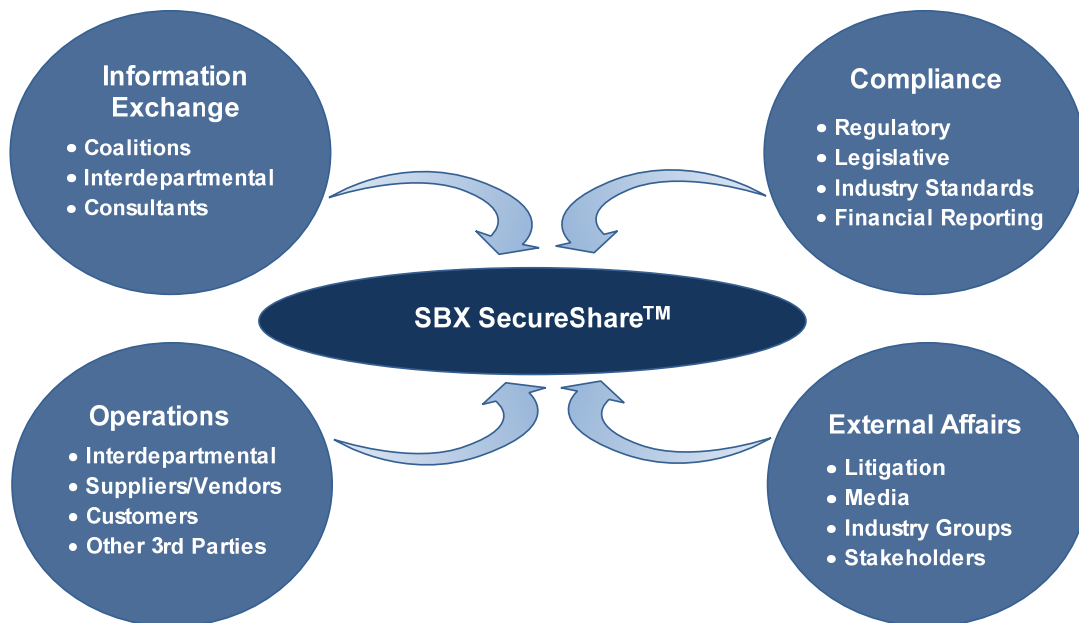 Information
Exchange
• Coalitions
• Interdepartmental
• Consultants
Compliance
• Regulatory
• Legislative
• Industry Standards
• Financial Reporting
SBX SecureShare™
Operations
• Interdepartmental
• Suppliers/Vendors
• Customers
• Other 3rd Parties
External Affairs
• Litigation
• Media
• Industry Groups
• Stakeholders